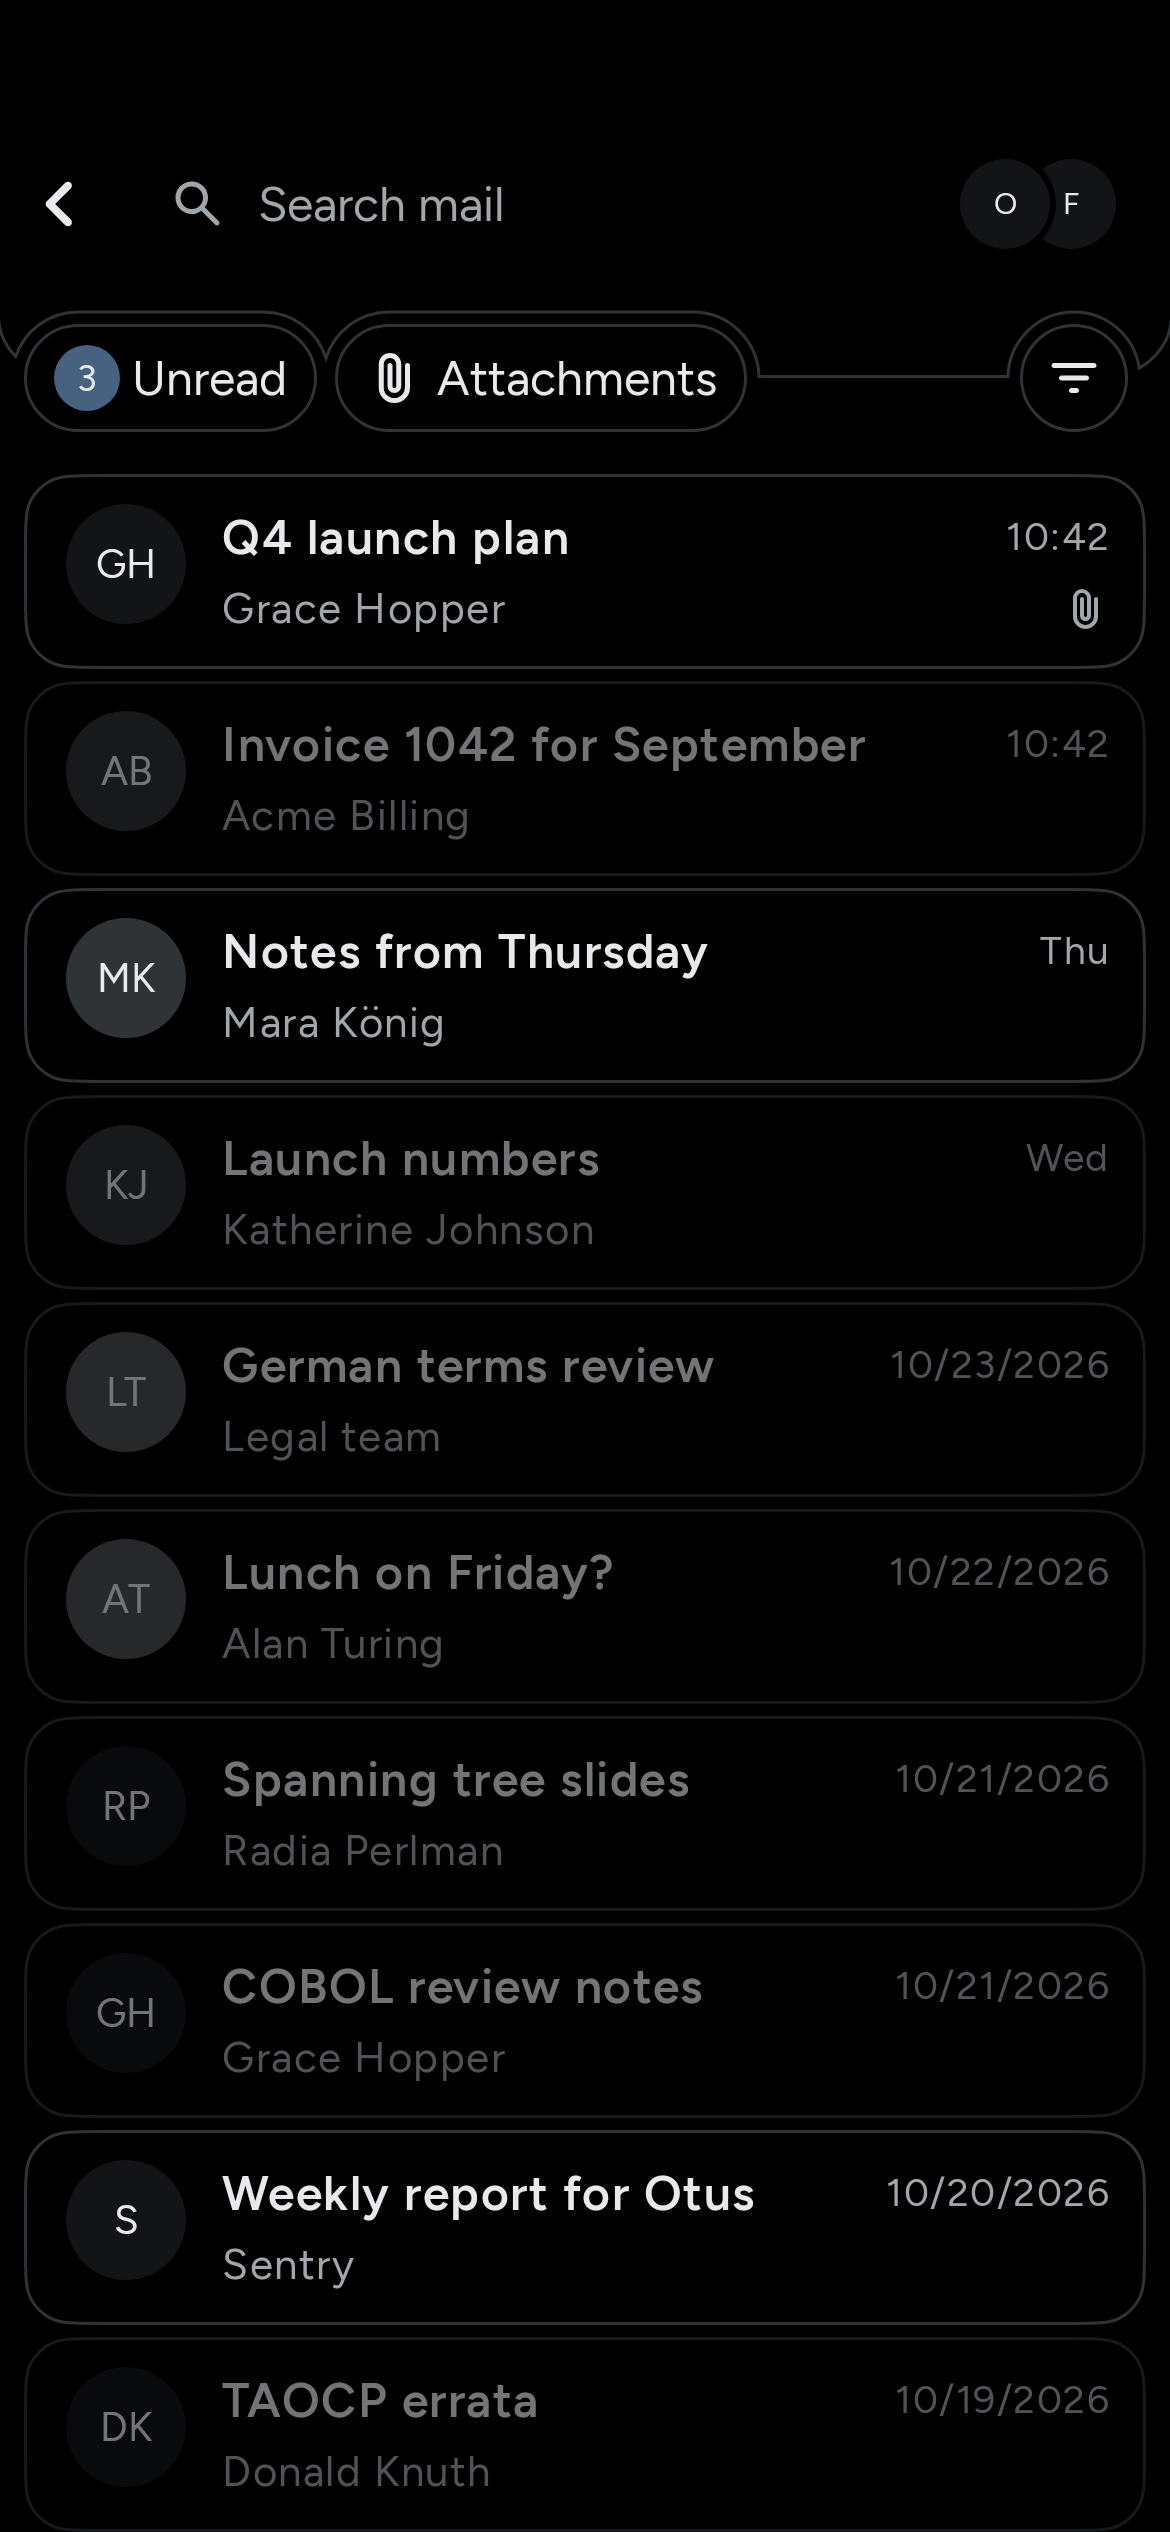 Search mail
O
F
3 Unread
Attachments
GH
Q4 launch plan
10:42
Grace Hopper
AB
Invoice 1042 for September
10:42
Acme Billing
MK
Notes from Thursday
Thu
Mara König
KJ
Launch numbers
Wed
Katherine Johnson
LT
German terms review
10/23/2026
Legal team
AT
Lunch on Friday?
10/22/2026
Alan Turing
RP
Spanning tree slides
10/21/2026
Radia Perlman
GH
COBOL review notes
10/21/2026
Grace Hopper
S
Weekly report for Otus
10/20/2026
Sentry
DK
TAOCP errata
10/19/2026
Donald Knuth